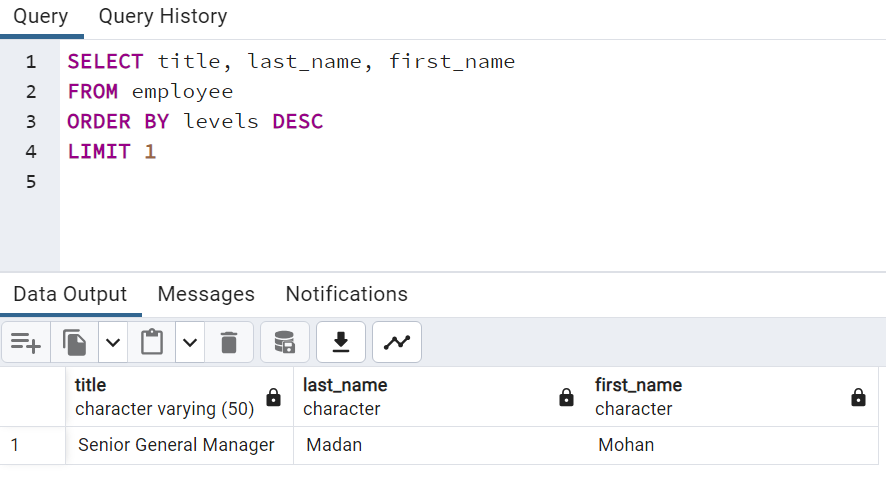 Query Query History
1 SELECT title, last_name, first_name
2 FROM employee
3 ORDER BY levels DESC
4 LIMIT 1
5
Data Output Messages Notifications
title last_name first_name
character varying (50) character character
1 Senior General Manager Madan Mohan